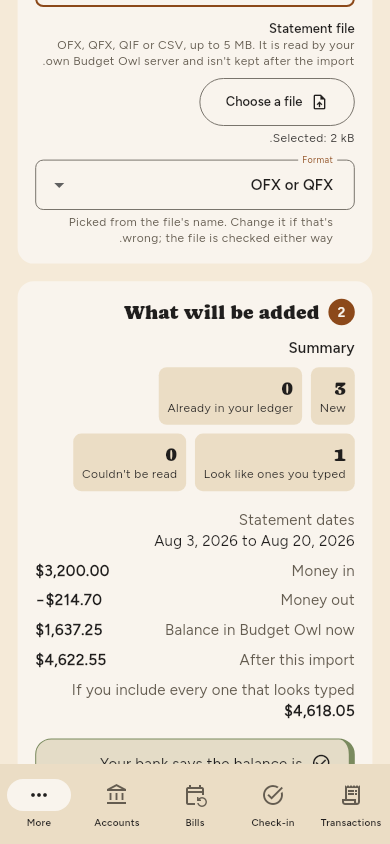 Statement file
OFX, QFX, QIF or CSV, up to 5 MB. It is read by your
.own Budget Owl server and isn't kept after the import
Choose a file
.Selected: 2 kB
Format
OFX or QFX
Picked from the file's name. Change it if that's
.wrong; the file is checked either way
2 What will be added
Summary
3 0
New Already in your ledger
1 0
Look like ones you typed Couldn't be read
Statement dates
Aug 3, 2026 to Aug 20, 2026
Money in $3,200.00
Money out −$214.70
Balance in Budget Owl now $1,637.25
After this import $4,622.55
If you include every one that looks typed
$4,618.05
Your bank says the balance is
More Accounts Bills Check-in Transactions